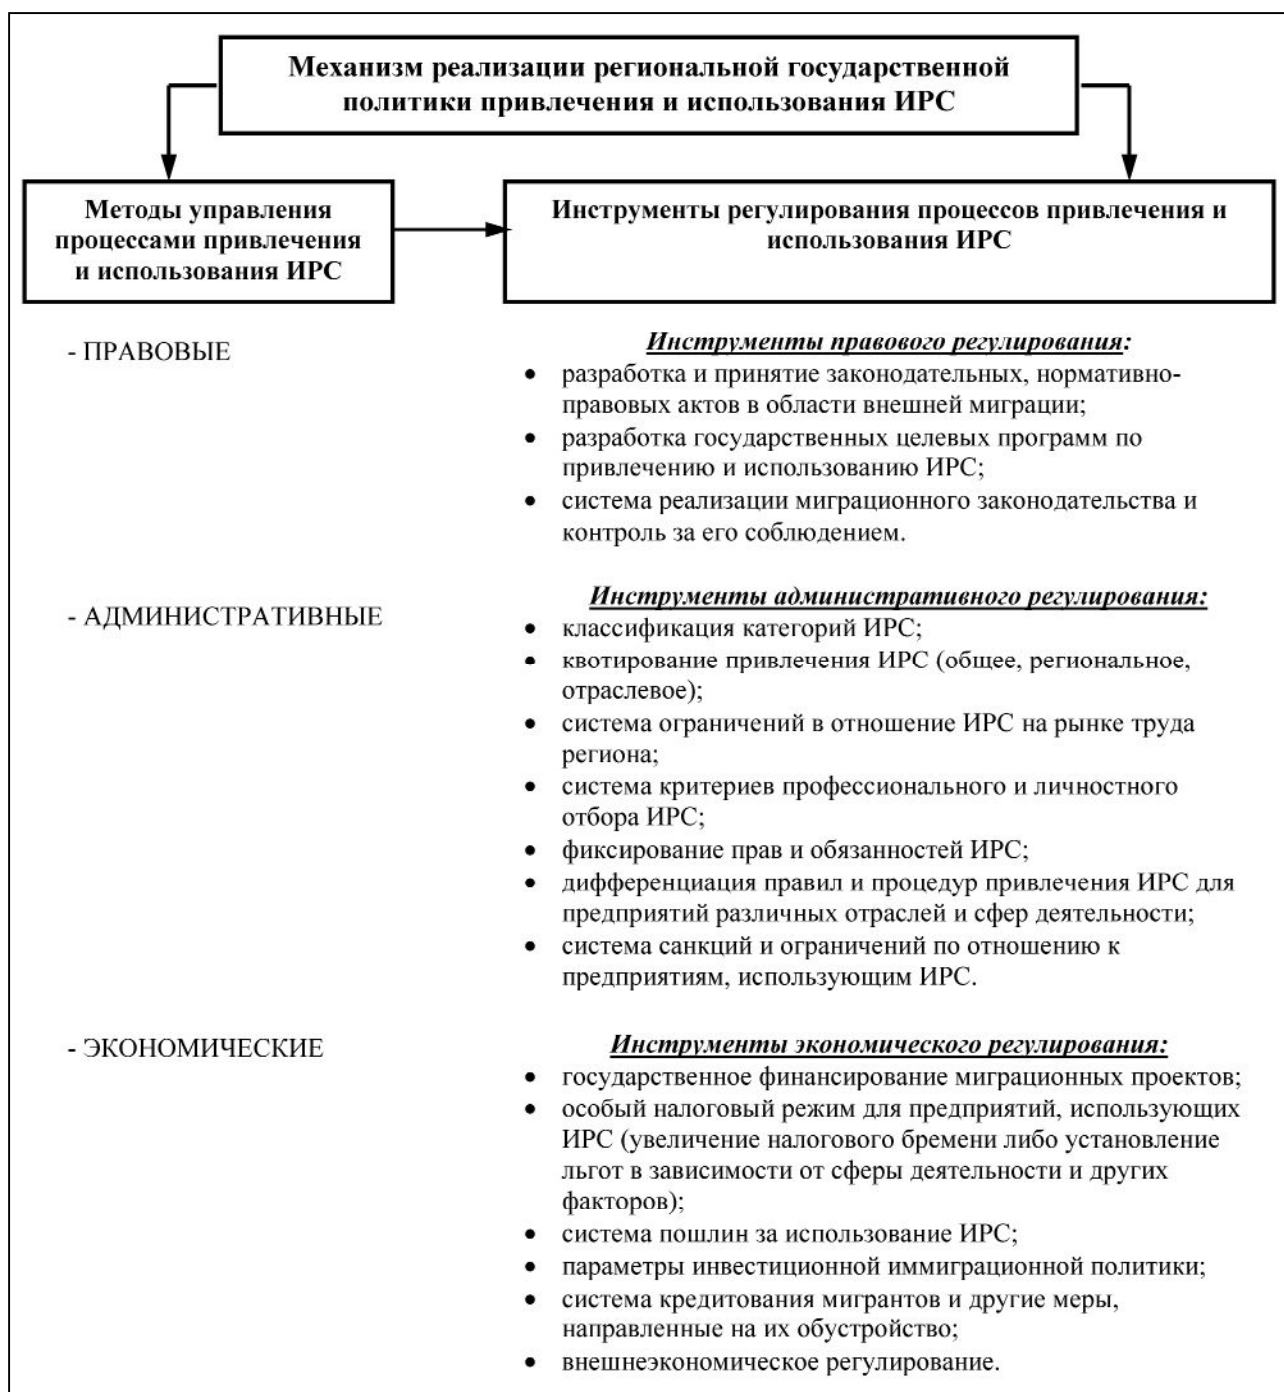 Механизм реализации региональной государственной
политики привлечения и использования ИРС
Методы управления
процессами привлечения
и использования ИРС
Инструменты регулирования процессов привлечения и
использования ИРС
- ПРАВОВЫЕ
Инструменты правового регулирования:
• разработка и принятие законодательных, нормативно-
правовых актов в области внешней миграции;
• разработка государственных целевых программ по
привлечению и использованию ИРС;
• система реализации миграционного законодательства и
контроль за его соблюдением.
- АДМИНИСТРАТИВНЫЕ
Инструменты административного регулирования:
• классификация категорий ИРС;
• квотирование привлечения ИРС (общее, региональное,
отраслевое);
• система ограничений в отношение ИРС на рынке труда
региона;
• система критериев профессионального и личностного
отбора ИРС;
• фиксирование прав и обязанностей ИРС;
• дифференциация правил и процедур привлечения ИРС для
предприятий различных отраслей и сфер деятельности;
• система санкций и ограничений по отношению к
предприятиям, использующим ИРС.
- ЭКОНОМИЧЕСКИЕ
Инструменты экономического регулирования:
• государственное финансирование миграционных проектов;
• особый налоговый режим для предприятий, использующих
ИРС (увеличение налогового бремени либо установление
льгот в зависимости от сферы деятельности и других
факторов);
• система пошлин за использование ИРС;
• параметры инвестиционной иммиграционной политики;
• система кредитования мигрантов и другие меры,
направленные на их обустройство;
• внешнеэкономическое регулирование.